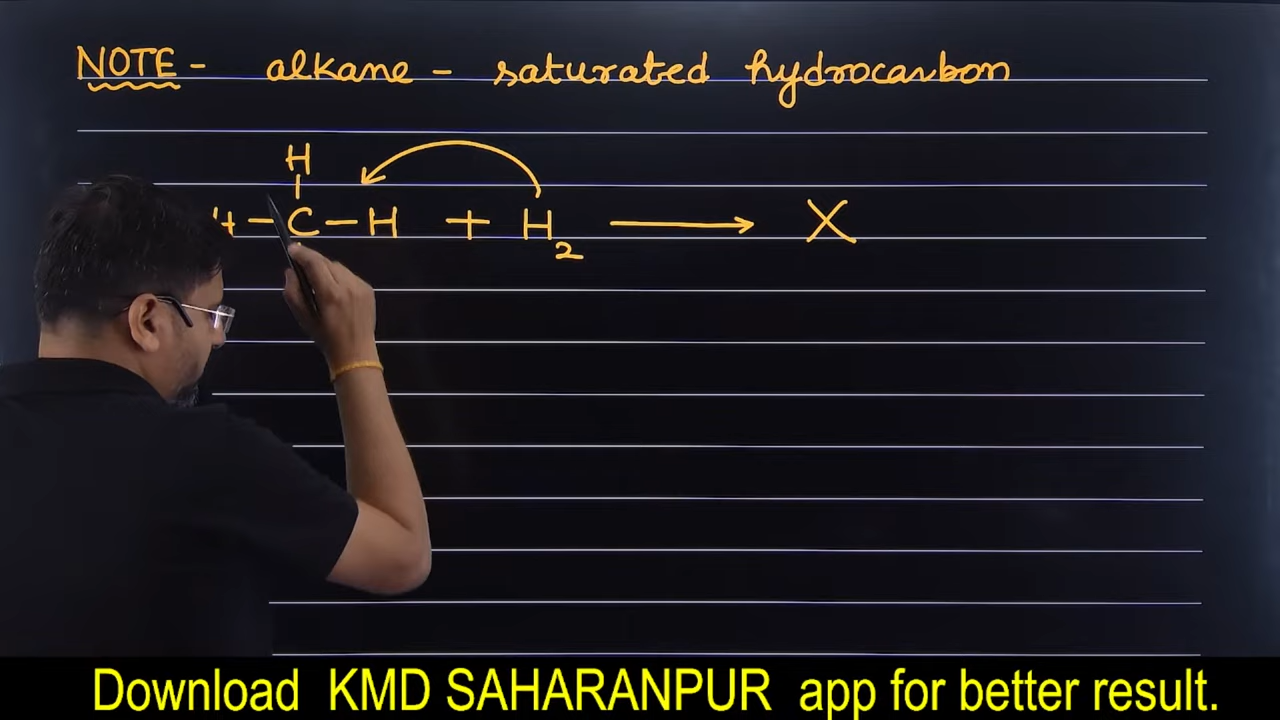 NOTE - alkane - saturated hydrocarbon
H
H - C - H + H2 ⟶ X
Download KMD SAHARANPUR app for better result.